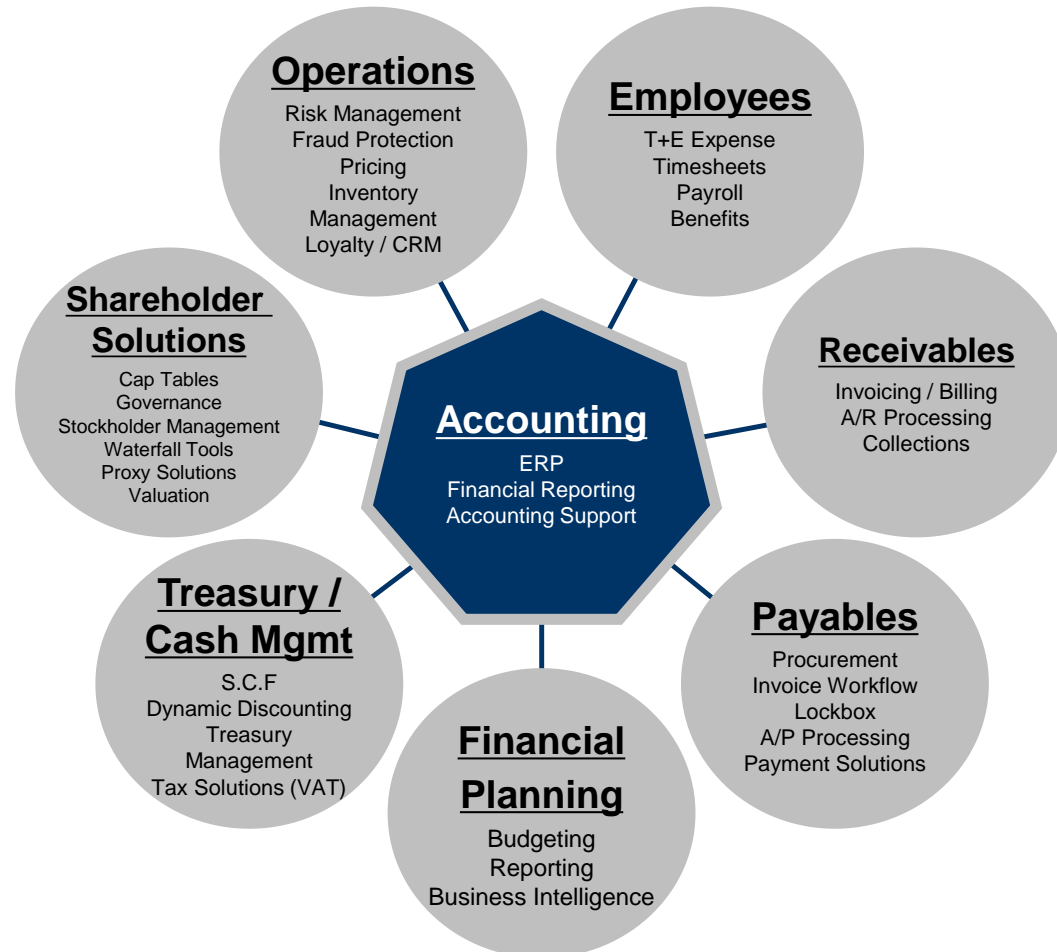 Operations
Risk Management
Fraud Protection
Pricing
Inventory
Management
Loyalty / CRM
Employees
T+E Expense
Timesheets
Payroll
Benefits
Shareholder
Solutions
Cap Tables
Governance
Stockholder Management
Waterfall Tools
Proxy Solutions
Valuation
Accounting
ERP
Financial Reporting
Accounting Support
Receivables
Invoicing / Billing
A/R Processing
Collections
Treasury /
Cash Mgmt
S.C.F
Dynamic Discounting
Treasury
Management
Tax Solutions (VAT)
Financial
Planning
Budgeting
Reporting
Business Intelligence
Payables
Procurement
Invoice Workflow
Lockbox
A/P Processing
Payment Solutions